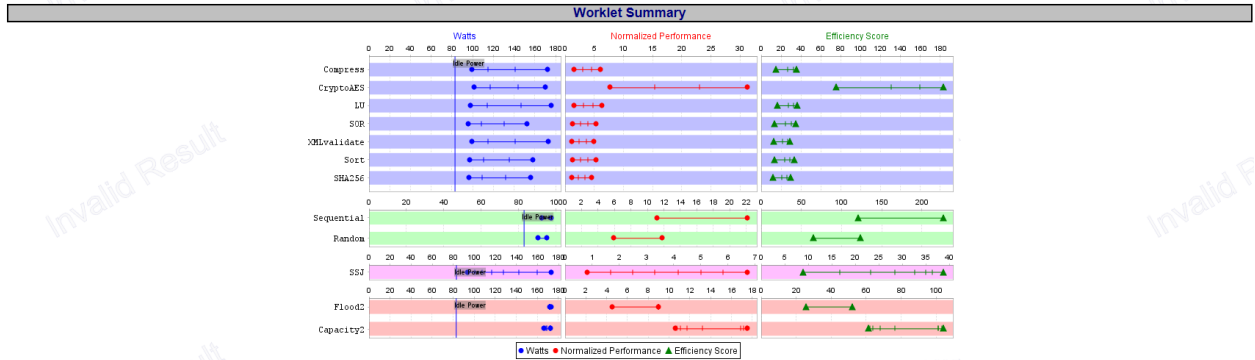 Worklet Summary
Watts Normalized Performance Efficiency Score
0 20 40 60 80 100 120 140 160 180 5 10 15 20 25 30 0 20 40 60 80 100 120 140 160 180
Idle Power
Compress
CryptoAES
LU
SOR
XMLvalidate
Sort
SHA256
0 20 40 60 80 100 0 2 4 6 8 10 12 14 16 18 20 22 0 50 100 150 200
Sequential Idle Power
Random
0 20 40 60 80 100 120 140 160 180 0 1 2 3 4 5 6 7 0 5 10 15 20 25 30 35 40
SSJ Idle Power
0 20 40 60 80 100 120 140 160 180 0 2 4 6 8 10 12 14 16 18 20 40 60 80 100
Flood2 Idle Power
Capacity2
Watts Normalized Performance Efficiency Score
Invalid Result
Invalid R